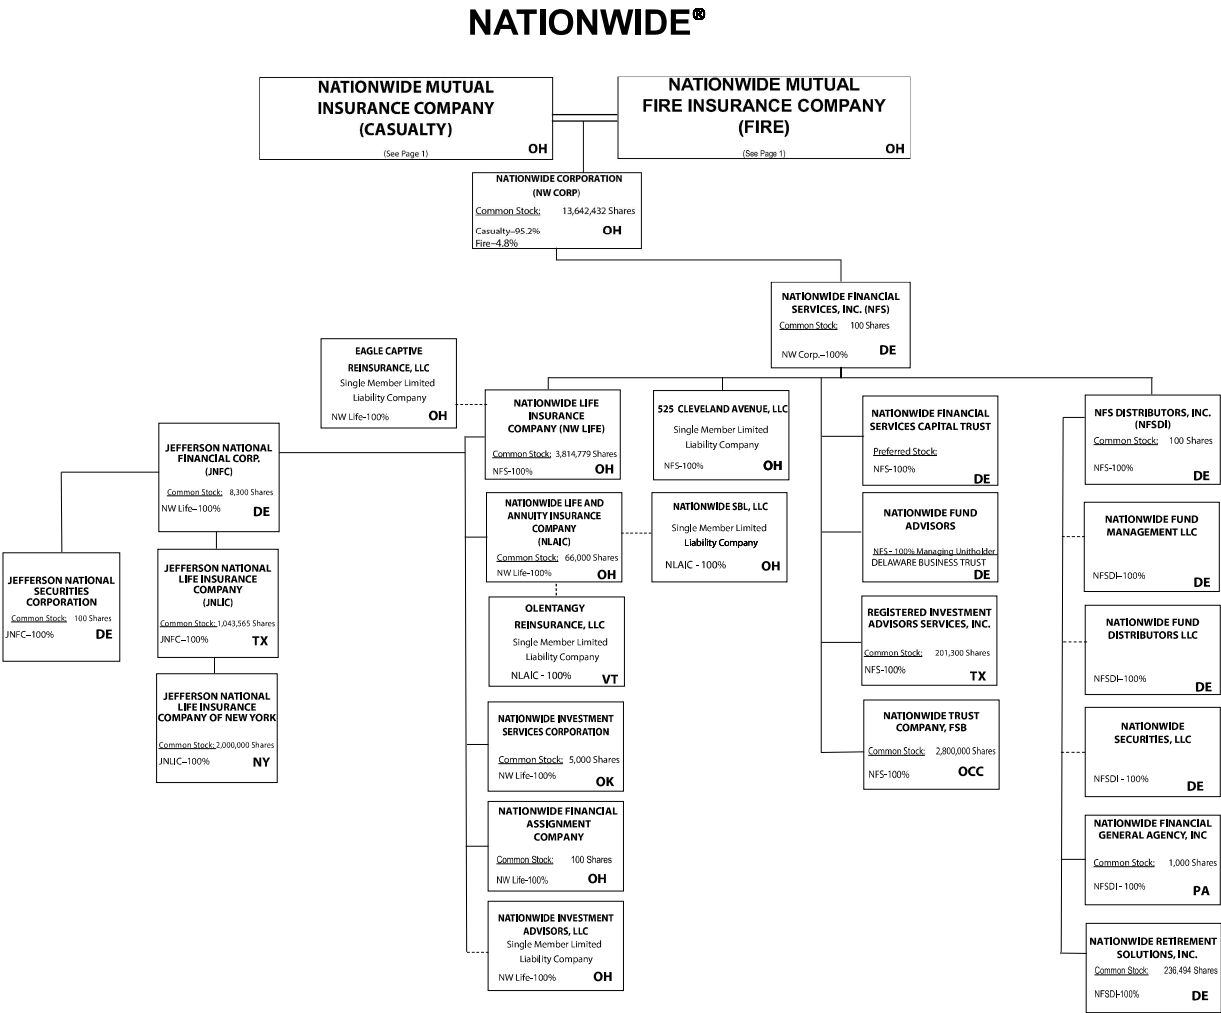 NATIONWIDE®
NATIONWIDE MUTUAL
INSURANCE COMPANY
(CASUALTY)
(See Page 1)
OH
NATIONWIDE MUTUAL
FIRE INSURANCE COMPANY
(FIRE)
(See Page 1)
OH
NATIONWIDE CORPORATION
(NW CORP)
Common Stock: 13,642,432 Shares
Casualty–95.2% OH
Fire–4.8%
NATIONWIDE FINANCIAL
SERVICES, INC. (NFS)
Common Stock: 100 Shares
NW Corp.–100% DE
EAGLE CAPTIVE
REINSURANCE, LLC
Single Member Limited
Liability Company
NW Life-100% OH
NATIONWIDE LIFE
INSURANCE
COMPANY (NW LIFE)
Common Stock: 3,814,779 Shares
NFS-100% OH
525 CLEVELAND AVENUE, LLC
Single Member Limited
Liability Company
NFS-100% OH
NATIONWIDE FINANCIAL
SERVICES CAPITAL TRUST
Preferred Stock:
NFS-100%
DE
NFS DISTRIBUTORS, INC.
(NFSDI)
Common Stock: 100 Shares
NFS-100%
DE
JEFFERSON NATIONAL
FINANCIAL CORP.
(JNFC)
Common Stock: 8,300 Shares
NW Life–100% DE
NATIONWIDE LIFE AND
ANNUITY INSURANCE
COMPANY
(NLAIC)
Common Stock: 66,000 Shares
NW Life-100% OH
NATIONWIDE SBL, LLC
Single Member Limited
Liability Company
NLAIC - 100% OH
NATIONWIDE FUND
ADVISORS
NFS - 100% Managing Unitholder
DELAWARE BUSINESS TRUST
DE
NATIONWIDE FUND
MANAGEMENT LLC
NFSDI–100%
DE
JEFFERSON NATIONAL
SECURITIES
CORPORATION
Common Stock: 100 Shares
JNFC–100% DE
JEFFERSON NATIONAL
LIFE INSURANCE
COMPANY
(JNLIC)
Common Stock: 1,043,565 Shares
JNFC–100% TX
OLENTANGY
REINSURANCE, LLC
Single Member Limited
Liability Company
NLAIC - 100% VT
REGISTERED INVESTMENT
ADVISORS SERVICES, INC.
Common Stock: 201,300 Shares
NFS-100%
TX
NATIONWIDE FUND
DISTRIBUTORS LLC
NFSDI–100%
DE
JEFFERSON NATIONAL
LIFE INSURANCE
COMPANY OF NEW YORK
Common Stock: 2,000,000 Shares
JNLIC–100% NY
NATIONWIDE INVESTMENT
SERVICES CORPORATION
Common Stock: 5,000 Shares
NW Life-100%
OK
NATIONWIDE TRUST
COMPANY, FSB
Common Stock: 2,800,000 Shares
NFS-100% OCC
NATIONWIDE
SECURITIES, LLC
NFSDI - 100%
DE
NATIONWIDE FINANCIAL
ASSIGNMENT
COMPANY
Common Stock: 100 Shares
NW Life-100% OH
NATIONWIDE FINANCIAL
GENERAL AGENCY, INC
Common Stock: 1,000 Shares
NFSDI - 100%
PA
NATIONWIDE INVESTMENT
ADVISORS, LLC
Single Member Limited
Liability Company
NW Life-100% OH
NATIONWIDE RETIREMENT
SOLUTIONS, INC.
Common Stock: 236,494 Shares
NFSDI-100% DE